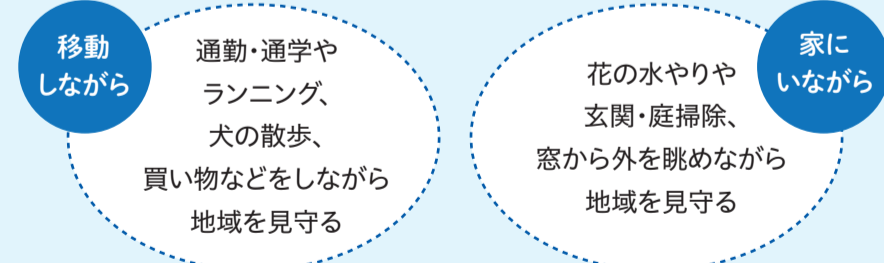 移動
しながら
通勤・通学や
ランニング、
犬の散歩、
買い物などをしながら
地域を見守る
家に
いながら
花の水やりや
玄関・庭掃除、
窓から外を眺めながら
地域を見守る